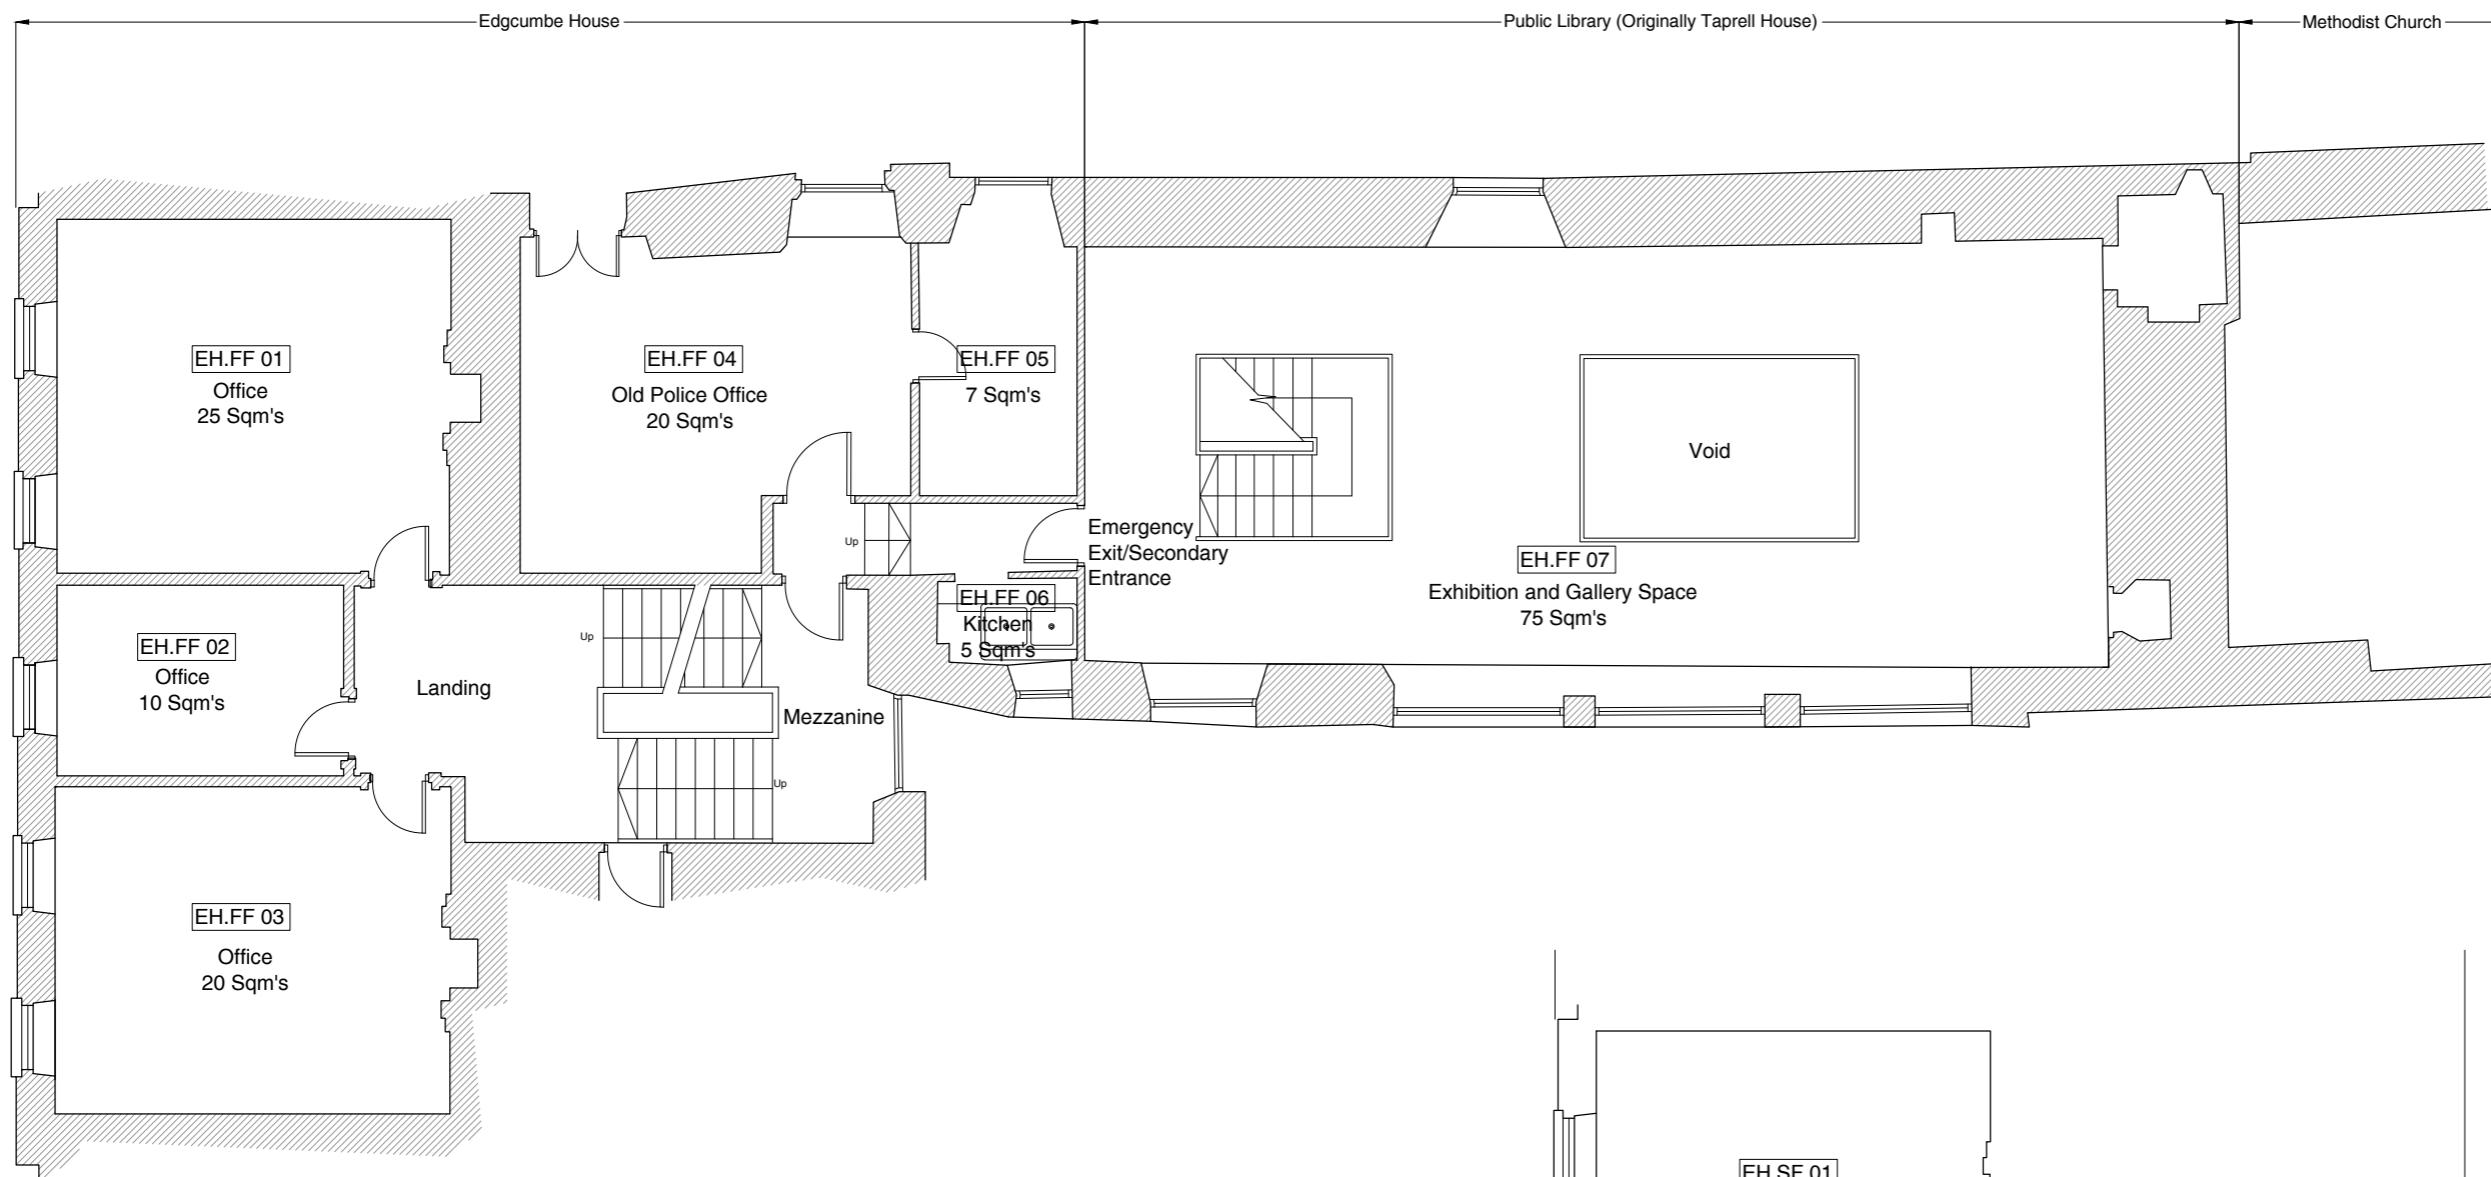 Edgcumbe House
Public Library (Originally Taprell House)
Methodist Church
EH.FF 01
Office
25 Sqm's
EH.FF 04
Old Police Office
20 Sqm's
EH.FF 05
7 Sqm's
Void
Up
Emergency
Exit/Secondary
Entrance
EH.FF 07
Exhibition and Gallery Space
75 Sqm's
EH.FF 06
Kitchen
5 Sqm's
EH.FF 02
Office
10 Sqm's
Up
Landing
Mezzanine
Up
EH.FF 03
Office
20 Sqm's
EH.SF 01